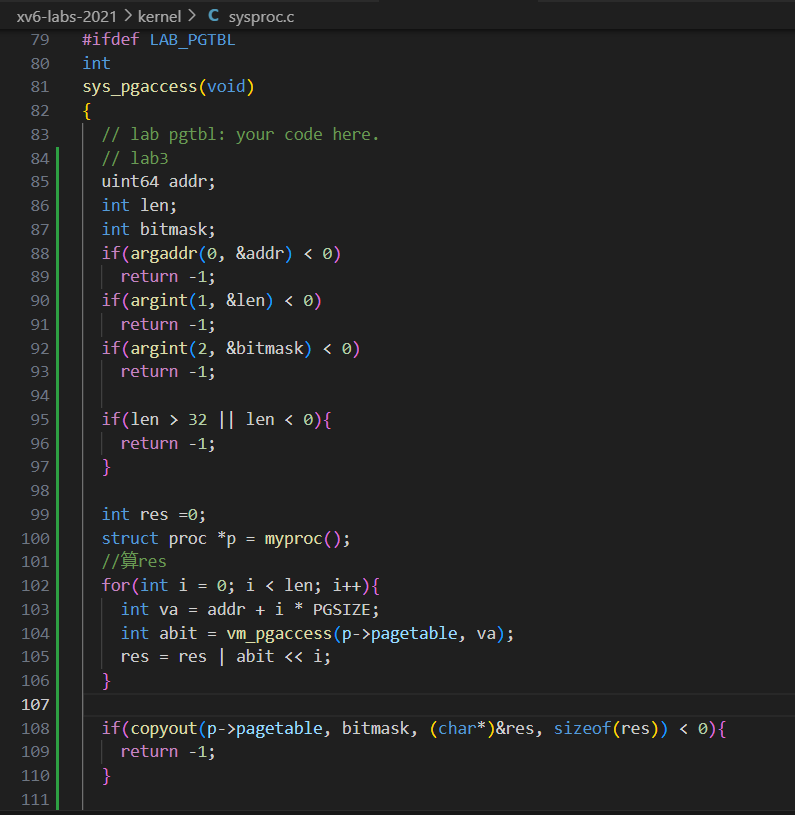 xv6-labs-2021 > kernel > C sysproc.c
79 #ifdef LAB_PGTBL
80 int
81 sys_pgaccess(void)
82 {
83   // lab pgtbl: your code here.
84   // lab3
85   uint64 addr;
86   int len;
87   int bitmask;
88   if(argaddr(0, &addr) < 0)
89     return -1;
90   if(argint(1, &len) < 0)
91     return -1;
92   if(argint(2, &bitmask) < 0)
93     return -1;
94
95   if(len > 32 || len < 0){
96     return -1;
97   }
98
99   int res =0;
100   struct proc *p = myproc();
101   //算res
102   for(int i = 0; i < len; i++){
103     int va = addr + i * PGSIZE;
104     int abit = vm_pgaccess(p->pagetable, va);
105     res = res | abit << i;
106   }
107
108   if(copyout(p->pagetable, bitmask, (char*)&res, sizeof(res)) < 0){
109     return -1;
110   }
111